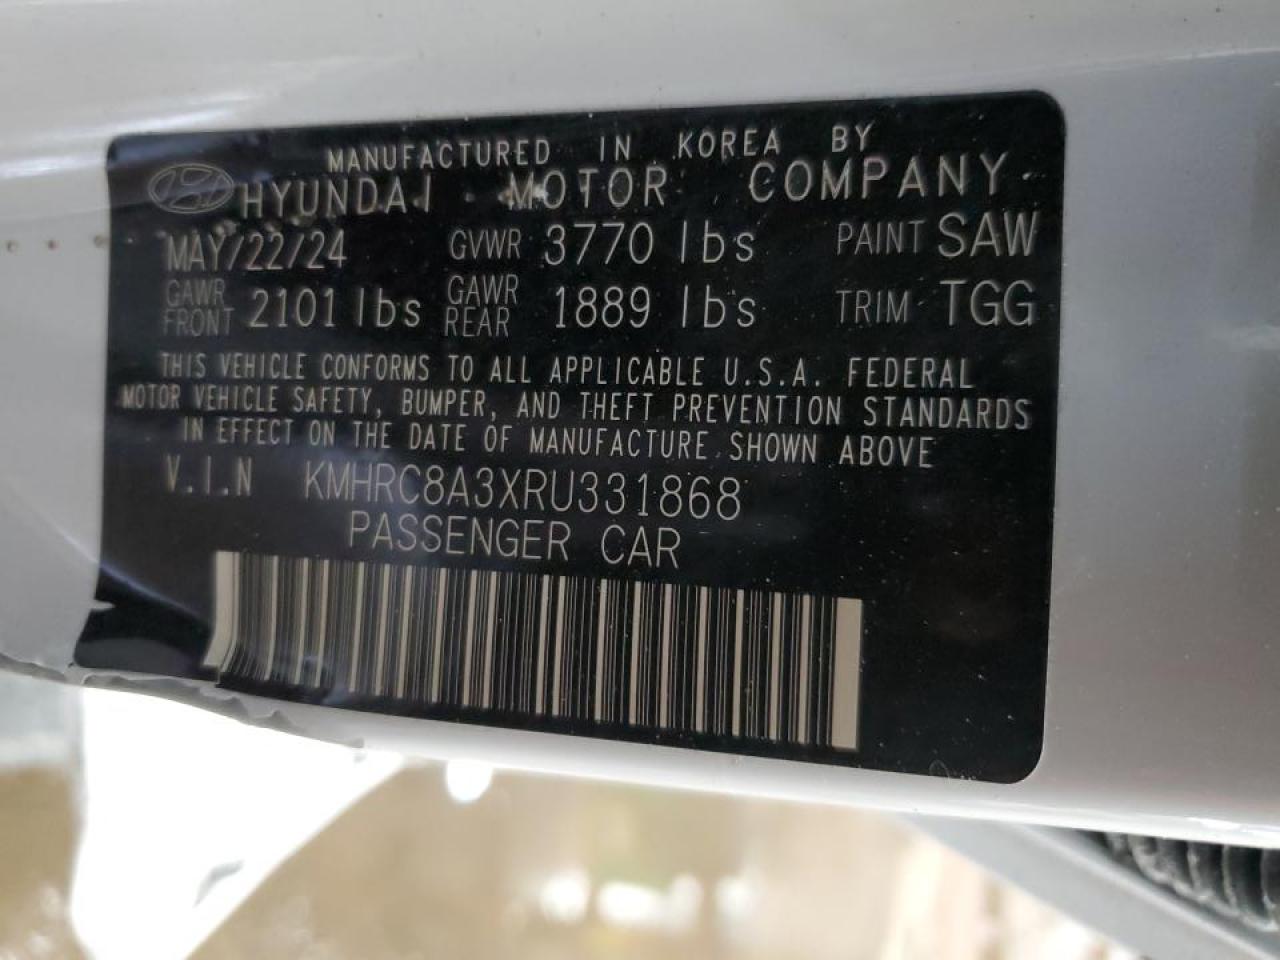 MANUFACTURED IN KOREA BY
HYUNDAI MOTOR COMPANY
MAY/22/24 GVWR 3770 lbs PAINT SAW
GAWR FRONT 2101 lbs GAWR REAR 1889 lbs TRIM TGG
THIS VEHICLE CONFORMS TO ALL APPLICABLE U.S.A. FEDERAL
MOTOR VEHICLE SAFETY, BUMPER, AND THEFT PREVENTION STANDARDS
IN EFFECT ON THE DATE OF MANUFACTURE SHOWN ABOVE
V.I.N KMHRC8A3XRU331868
PASSENGER CAR